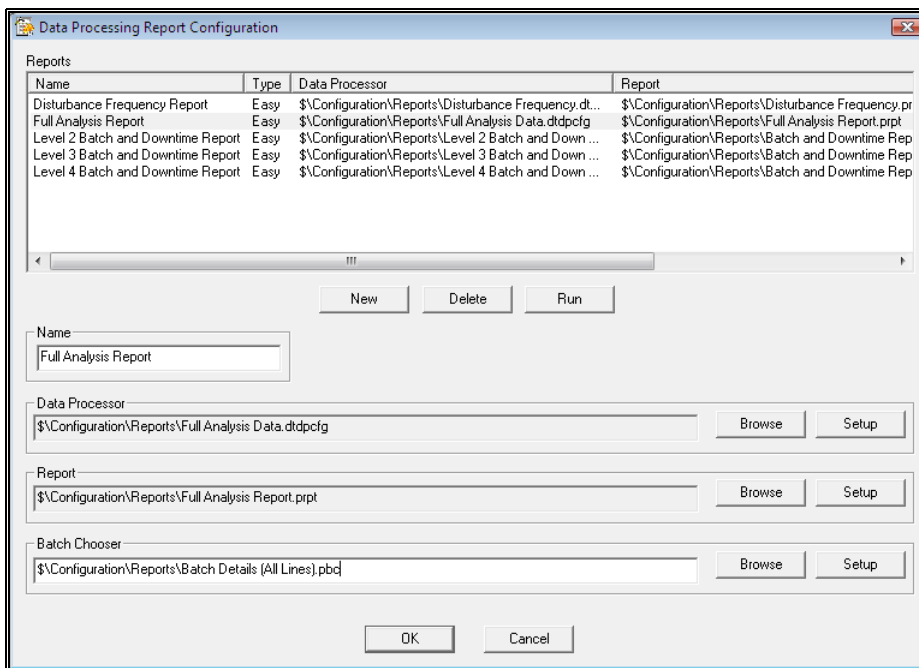 Data Processing Report Configuration
Reports
Name Type Data Processor Report
Disturbance Frequency Report Easy $\Configuration\Reports\Disturbance Frequency.dt... $\Configuration\Reports\Disturbance Frequency.pr
Full Analysis Report Easy $\Configuration\Reports\Full Analysis Data.dtdpcfg $\Configuration\Reports\Full Analysis Report.prpt
Level 2 Batch and Downtime Report Easy $\Configuration\Reports\Level 2 Batch and Down ... $\Configuration\Reports\Batch and Downtime Rep
Level 3 Batch and Downtime Report Easy $\Configuration\Reports\Level 3 Batch and Down ... $\Configuration\Reports\Batch and Downtime Rep
Level 4 Batch and Downtime Report Easy $\Configuration\Reports\Level 4 Batch and Down ... $\Configuration\Reports\Batch and Downtime Rep
New Delete Run
Name
Full Analysis Report
Data Processor
$\Configuration\Reports\Full Analysis Data.dtdpcfg Browse Setup
Report
$\Configuration\Reports\Full Analysis Report.prpt Browse Setup
Batch Chooser
$\Configuration\Reports\Batch Details (All Lines).pbc Browse Setup
OK Cancel